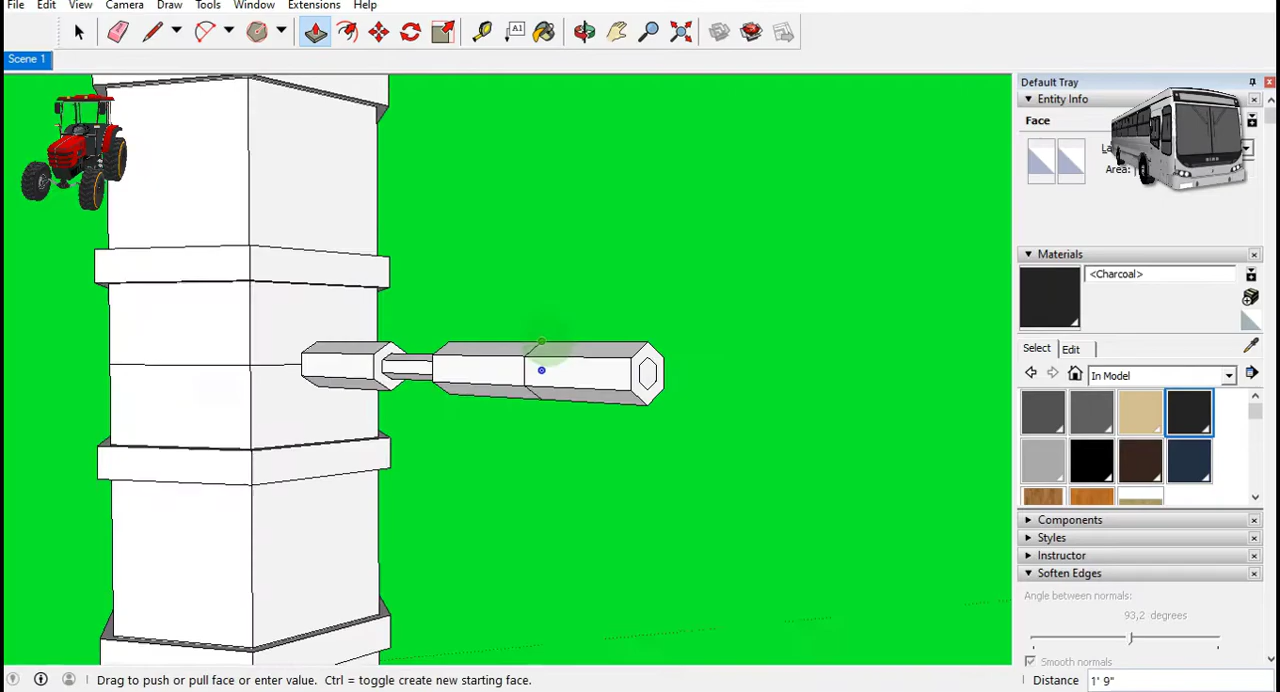 File Edit View Camera Draw Tools Window Extensions Help
A1
Scene 1
Default Tray
Entity Info
Face
Area:
Materials
<Charcoal>
Select Edit
In Model
Components
Styles
Instructor
Soften Edges
Angle between normals:
93,2 degrees
Smooth normals
Drag to push or pull face or enter value. Ctrl = toggle create new starting face.
Distance 1' 9"